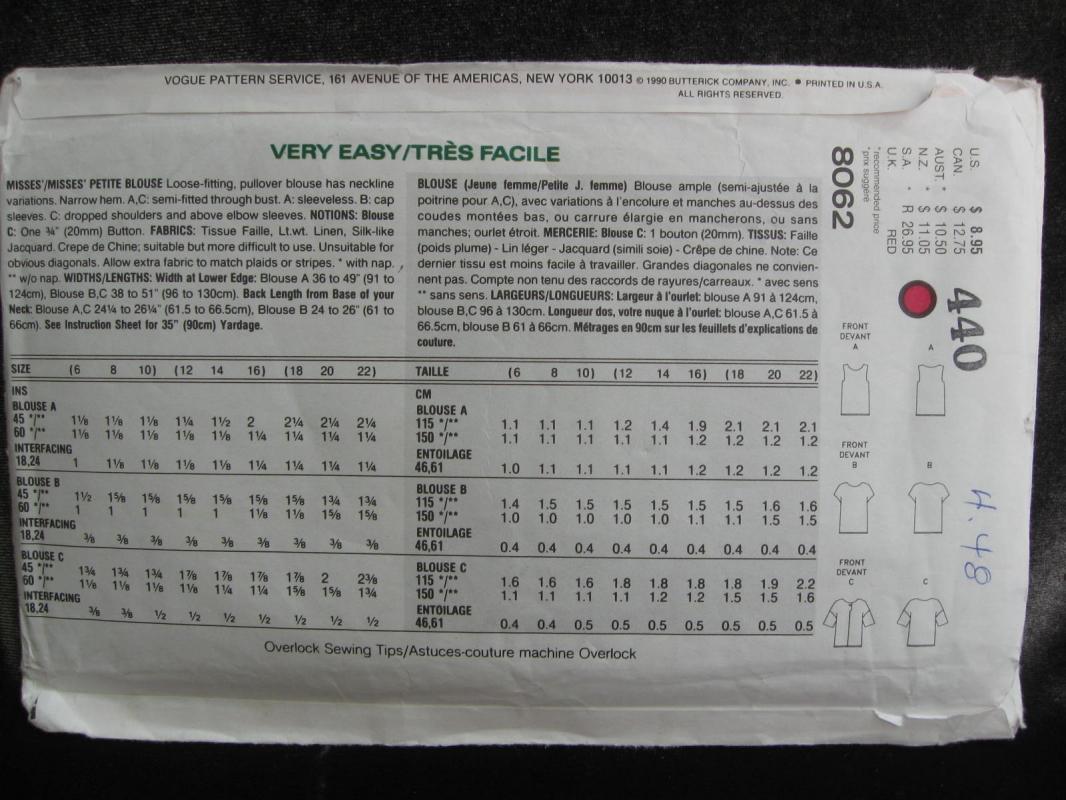 VOGUE PATTERN SERVICE, 161 AVENUE OF THE AMERICAS, NEW YORK 10013 © 1990 BUTTERICK COMPANY, INC. • PRINTED IN U.S.A.
ALL RIGHTS RESERVED.
VERY EASY/TRÈS FACILE
MISSES'/MISSES' PETITE BLOUSE Loose-fitting, pullover blouse has neckline
variations. Narrow hem. A,C: semi-fitted through bust. A: sleeveless. B: cap
sleeves. C: dropped shoulders and above elbow sleeves. NOTIONS: Blouse
C: One ¾" (20mm) Button. FABRICS: Tissue Faille, Lt.wt. Linen, Silk-like
Jacquard. Crepe de Chine; suitable but more difficult to use. Unsuitable for
obvious diagonals. Allow extra fabric to match plaids or stripes. * with nap.
** w/o nap. WIDTHS/LENGTHS: Width at Lower Edge: Blouse A 36 to 49" (91 to
124cm), Blouse B,C 38 to 51" (96 to 130cm). Back Length from Base of your
Neck: Blouse A,C 24¼ to 26¼" (61.5 to 66.5cm), Blouse B 24 to 26" (61 to
66cm). See Instruction Sheet for 35" (90cm) Yardage.
BLOUSE (Jeune femme/Petite J. femme) Blouse ample (semi-ajustée à la
poitrine pour A,C), avec variations à l'encolure et manches au-dessus des
coudes montées bas, ou carrure élargie en mancherons, ou sans
manches; ourlet étroit. MERCERIE: Blouse C: 1 bouton (20mm). TISSUS: Faille
(poids plume) - Lin léger - Jacquard (simili soie) - Crêpe de chine. Note: Ce
dernier tissu est moins facile à travailler. Grandes diagonales ne convien-
nent pas. Compte non tenu des raccords de rayures/carreaux. * avec sens
** sans sens. LARGEURS/LONGUEURS: Largeur à l'ourlet: blouse A 91 à 124cm,
blouse B,C 96 à 130cm. Longueur dos, votre nuque à l'ourlet: blouse A,C 61.5 à
66.5cm, blouse B 61 à 66cm. Métrages en 90cm sur les feuillets d'explications de
couture.
SIZE (6 8 10) (12 14 16) (18 20 22)
INS
BLOUSE A
45 */** 1⅛ 1⅛ 1⅛ 1¼ 1½ 2 2¼ 2¼ 2¼
60 */** 1⅛ 1⅛ 1⅛ 1⅛ 1⅛ 1¼ 1¼ 1¼ 1¼
INTERFACING
18,24 1 1⅛ 1⅛ 1⅛ 1⅛ 1¼ 1¼ 1¼ 1¼
BLOUSE B
45 */** 1½ 1⅝ 1⅝ 1⅝ 1⅝ 1⅝ 1⅝ 1¾ 1¾
60 */** 1 1 1 1 1 1⅛ 1⅛ 1⅝ 1⅝
INTERFACING
18,24 ⅜ ⅜ ⅜ ⅜ ⅜ ⅜ ⅜ ⅜ ⅜
BLOUSE C
45 */** 1¾ 1¾ 1¾ 1⅞ 1⅞ 1⅞ 1⅞ 2 2⅜
60 */** 1⅛ 1⅛ 1⅛ 1¼ 1¼ 1¼ 1⅝ 1⅝ 1¾
INTERFACING
18,24 ⅜ ⅜ ½ ½ ½ ½ ½ ½ ½
TAILLE (6 8 10) (12 14 16) (18 20 22)
CM
BLOUSE A
115 */** 1.1 1.1 1.1 1.2 1.4 1.9 2.1 2.1 2.1
150 */** 1.1 1.1 1.1 1.1 1.1 1.2 1.2 1.2 1.2
ENTOILAGE
46,61 1.0 1.1 1.1 1.1 1.1 1.2 1.2 1.2 1.2
BLOUSE B
115 */** 1.4 1.5 1.5 1.5 1.5 1.5 1.5 1.6 1.6
150 */** 1.0 1.0 1.0 1.0 1.0 1.1 1.1 1.5 1.5
ENTOILAGE
46,61 0.4 0.4 0.4 0.4 0.4 0.4 0.4 0.4 0.4
BLOUSE C
115 */** 1.6 1.6 1.6 1.8 1.8 1.8 1.8 1.9 2.2
150 */** 1.1 1.1 1.1 1.1 1.2 1.2 1.5 1.5 1.6
ENTOILAGE
46,61 0.4 0.4 0.5 0.5 0.5 0.5 0.5 0.5 0.5
Overlock Sewing Tips/Astuces-couture machine Overlock
U.S. $ 8.95
CAN. $ 12.75
AUST. * $ 10.50
N.Z. * $ 11.05
S.A. * R 26.95
U.K. RED
*recommended price
*prix suggéré
8062
440
4.48
FRONT
DEVANT
A
A
FRONT
DEVANT
B
B
FRONT
DEVANT
C
C